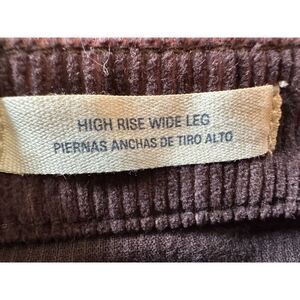 HIGH RISE WIDE LEG
PIERNAS ANCHAS DE TIRO ALTO